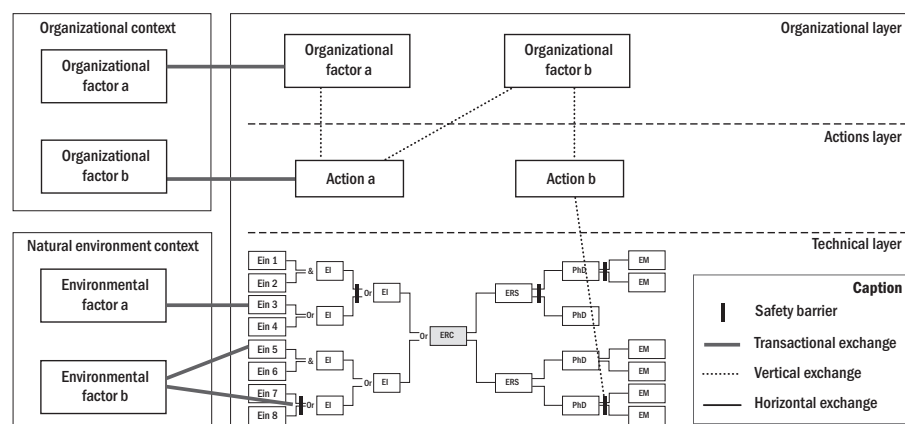 Organizational context
Organizational
factor a
Organizational
factor b
Natural environment context
Environmental
factor a
Environmental
factor b
Organizational layer
Organizational
factor a
Organizational
factor b
Actions layer
Action a
Action b
Technical layer
Ein 1
Ein 2
&
EI
Ein 3
Ein 4
Or
EI
Or
EI
Ein 5
Ein 6
&
EI
Ein 7
Ein 8
Or
EI
Or
EI
Or
ERC
ERS
PhD
EM
EM
PhD
ERS
PhD
EM
EM
PhD
EM
EM
Caption
Safety barrier
Transactional exchange
Vertical exchange
Horizontal exchange